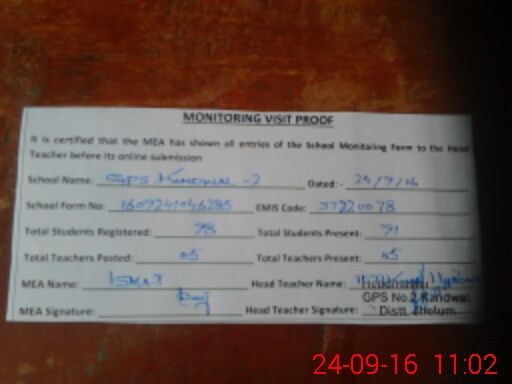 MONITORING VISIT PROOF
It is certified that the MEA has shown all entries of the School Monitoring Form to the Head
Teacher before its online submission
School Name: GPS Kandwal -2 Dated:- 24/9/16
School Form No: 1609241046285 EMIS Code: 37220078
Total Students Registered: 78 Total Students Present: 71
Total Teachers Posted: 05 Total Teachers Present: 05
MEA Name: ISMAT Head Teacher Name:
GPS No.2 Kandwal
MEA Signature: Head Teacher Signature: Distt. Jhelum.
24-09-16 11:02